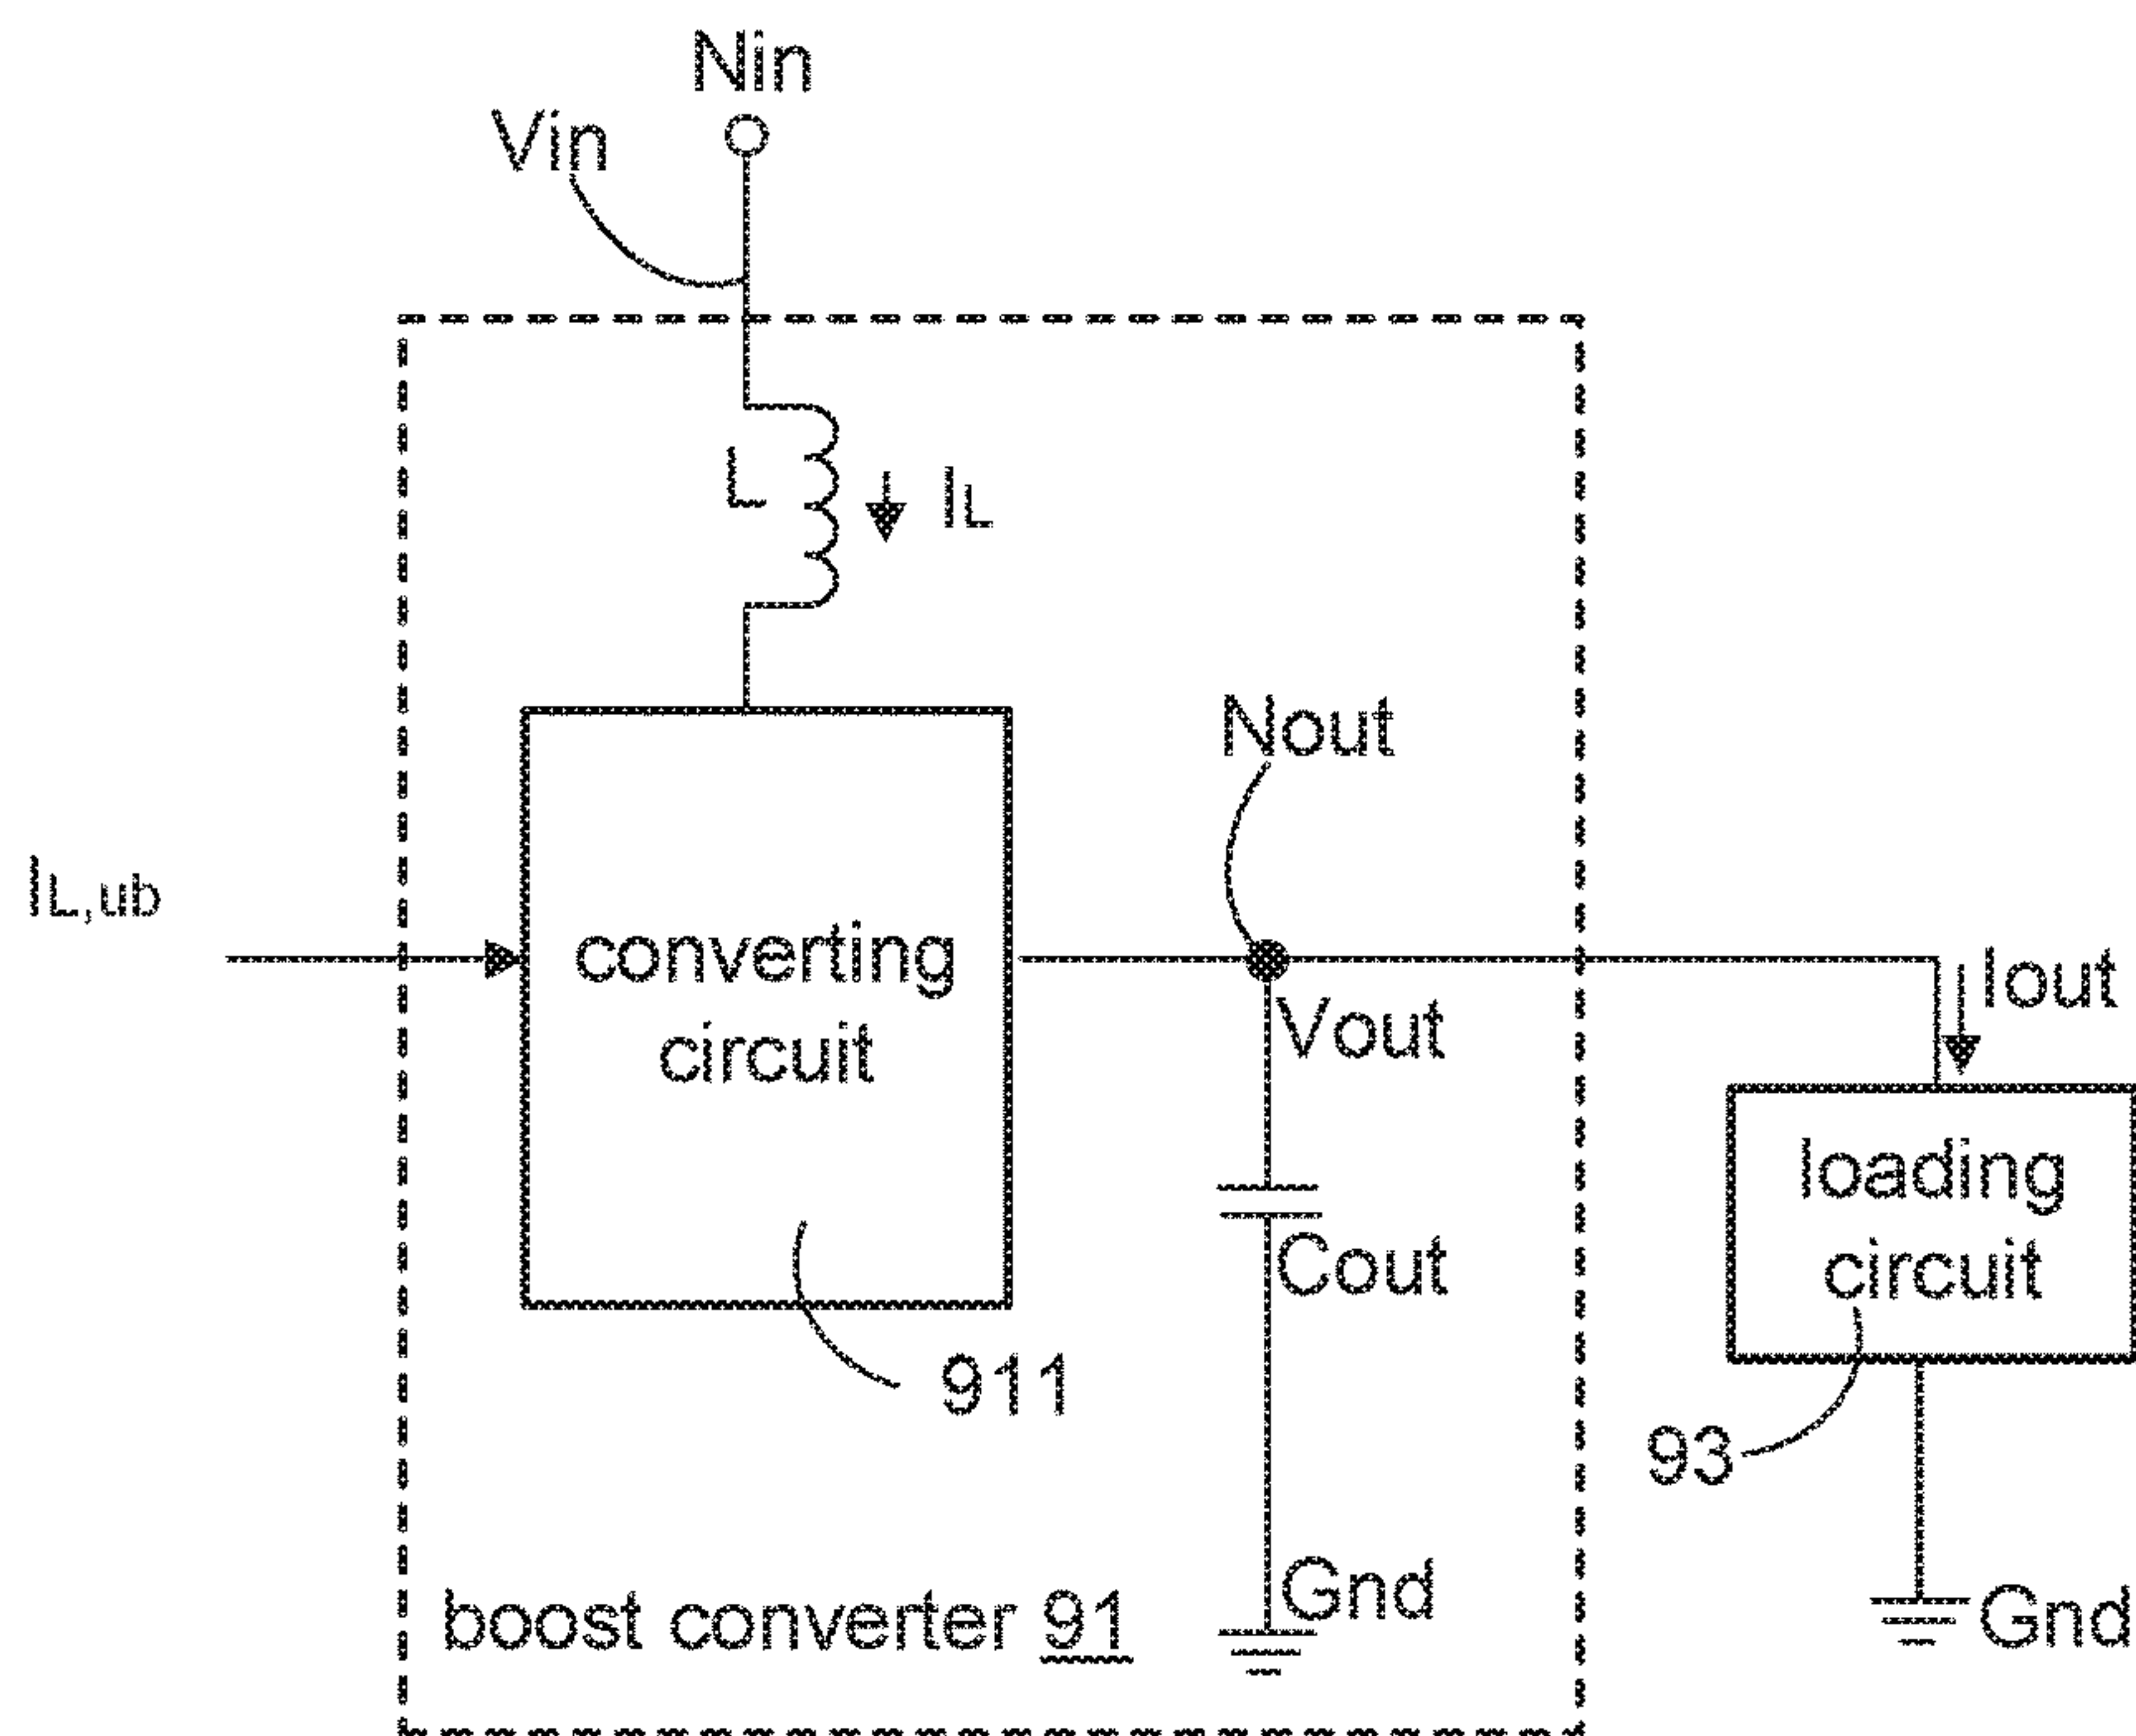 Nin
Vin
L
IL
Nout
IL,ub
converting
circuit
Iout
Vout
loading
circuit
Cout
911
93
Gnd
boost converter 91
Gnd